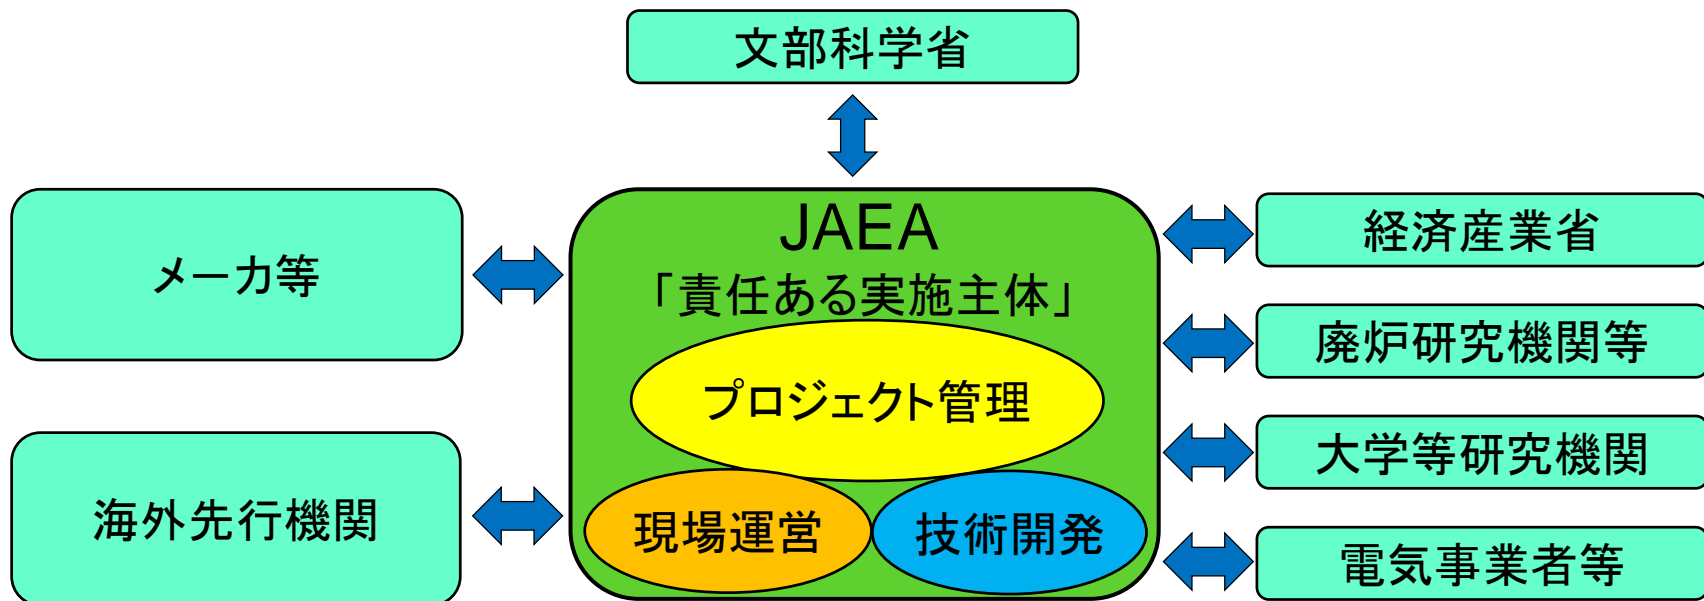 文部科学省
メーカ等
海外先行機関
JAEA
「責任ある実施主体」
プロジェクト管理
現場運営
技術開発
経済産業省
廃炉研究機関等
大学等研究機関
電気事業者等